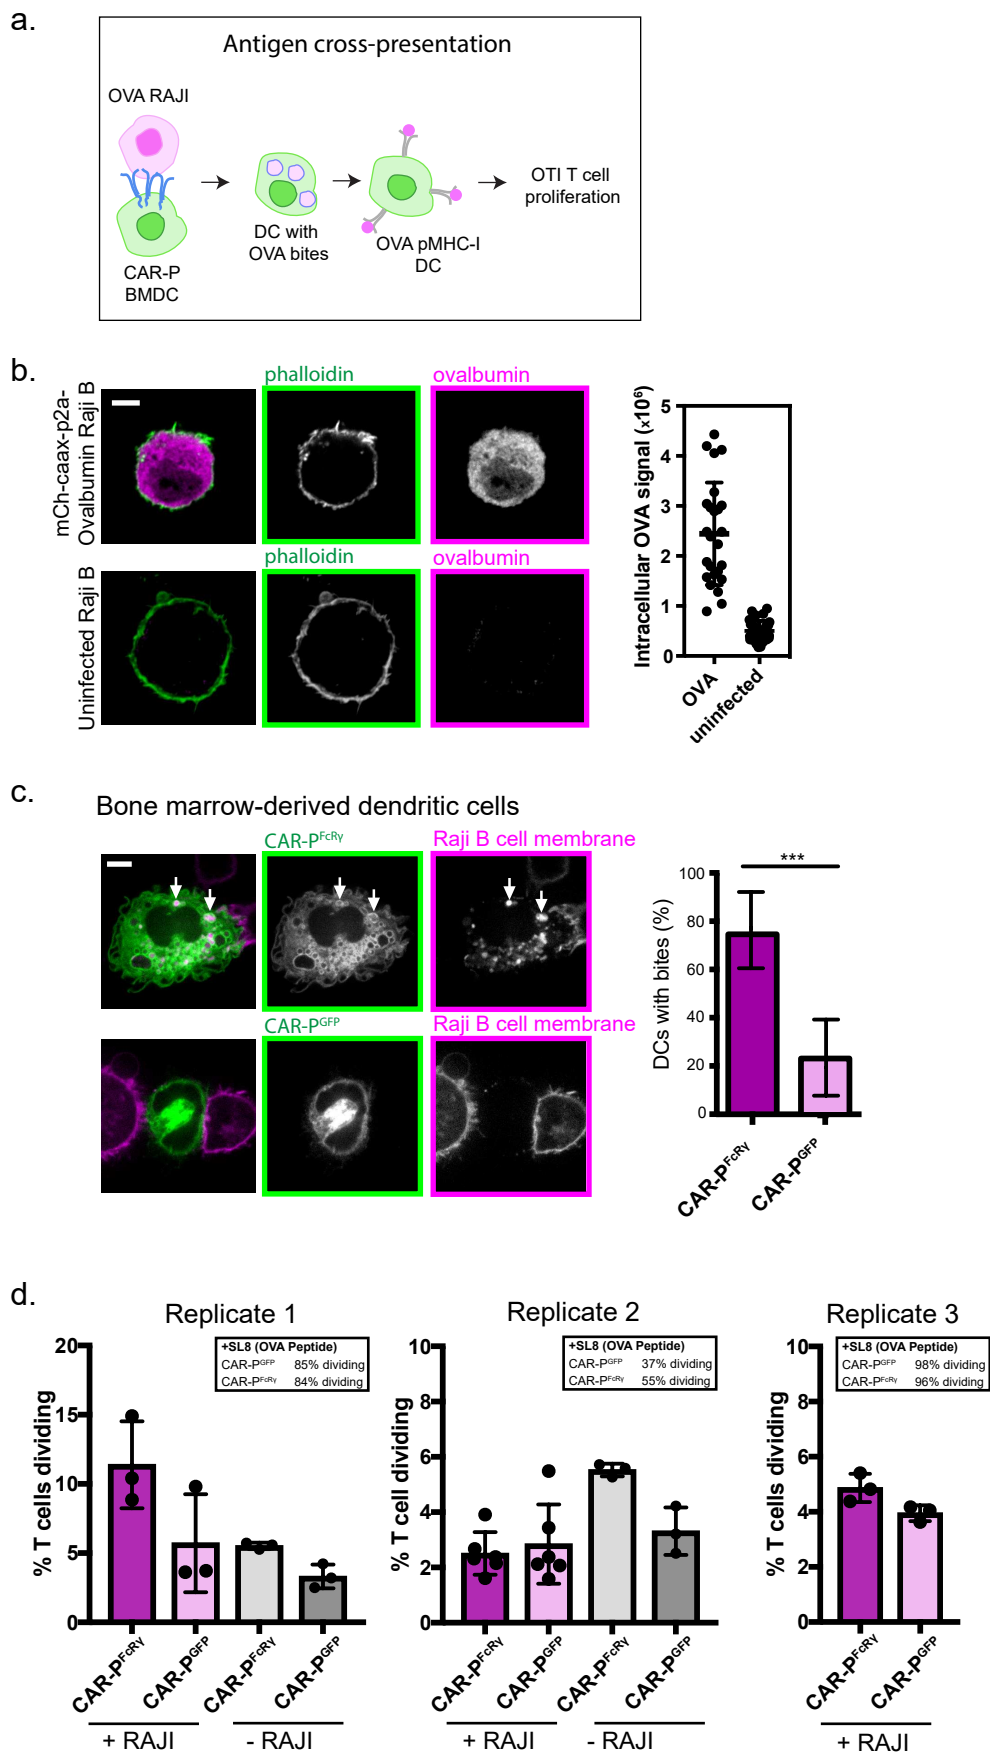 a.
Antigen cross-presentation
OVA RAJI
CAR-P
BMDC
DC with
OVA bites
OVA pMHC-I
DC
OTI T cell
proliferation
b.
mCh-caax-p2a-
Ovalbumin Raji B
phalloidin
ovalbumin
Uninfected Raji B
phalloidin
ovalbumin
Intracellular OVA signal (x10⁶)
5
4
3
2
1
0
OVA
uninfected
c.
Bone marrow-derived dendritic cells
CAR-P^FcRγ
Raji B cell membrane
CAR-P^GFP
Raji B cell membrane
***
DCs with bites (%)
100
80
60
40
20
0
CAR-P^FcRγ
CAR-P^GFP
d.
Replicate 1
+SL8 (OVA Peptide)
CAR-P^GFP 85% dividing
CAR-P^FcRγ 84% dividing
% T cells dividing
20
15
10
5
0
CAR-P^FcRγ
CAR-P^GFP
CAR-P^FcRγ
CAR-P^GFP
+ RAJI
- RAJI
Replicate 2
+SL8 (OVA Peptide)
CAR-P^GFP 37% dividing
CAR-P^FcRγ 55% dividing
% T cell dividing
10
8
6
4
2
0
CAR-P^FcRγ
CAR-P^GFP
CAR-P^FcRγ
CAR-P^GFP
+ RAJI
- RAJI
Replicate 3
+SL8 (OVA Peptide)
CAR-P^GFP 98% dividing
CAR-P^FcRγ 96% dividing
% T cells dividing
10
8
6
4
2
0
CAR-P^FcRγ
CAR-P^GFP
+ RAJI